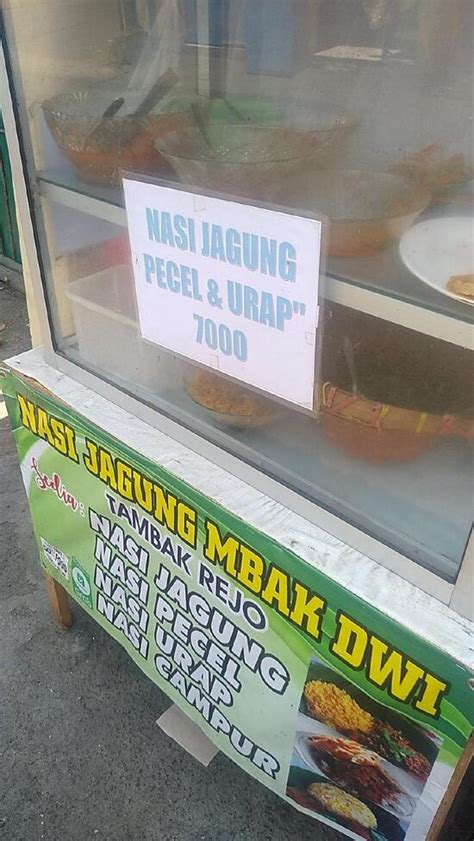 NASI JAGUNG
PECEL & URAP"
7000
NASI JAGUNG MBAK DWI
TAMBAK REJO
Sedia:
NASI JAGUNG
NASI PECEL
NASI URAP
NASI CAMPUR